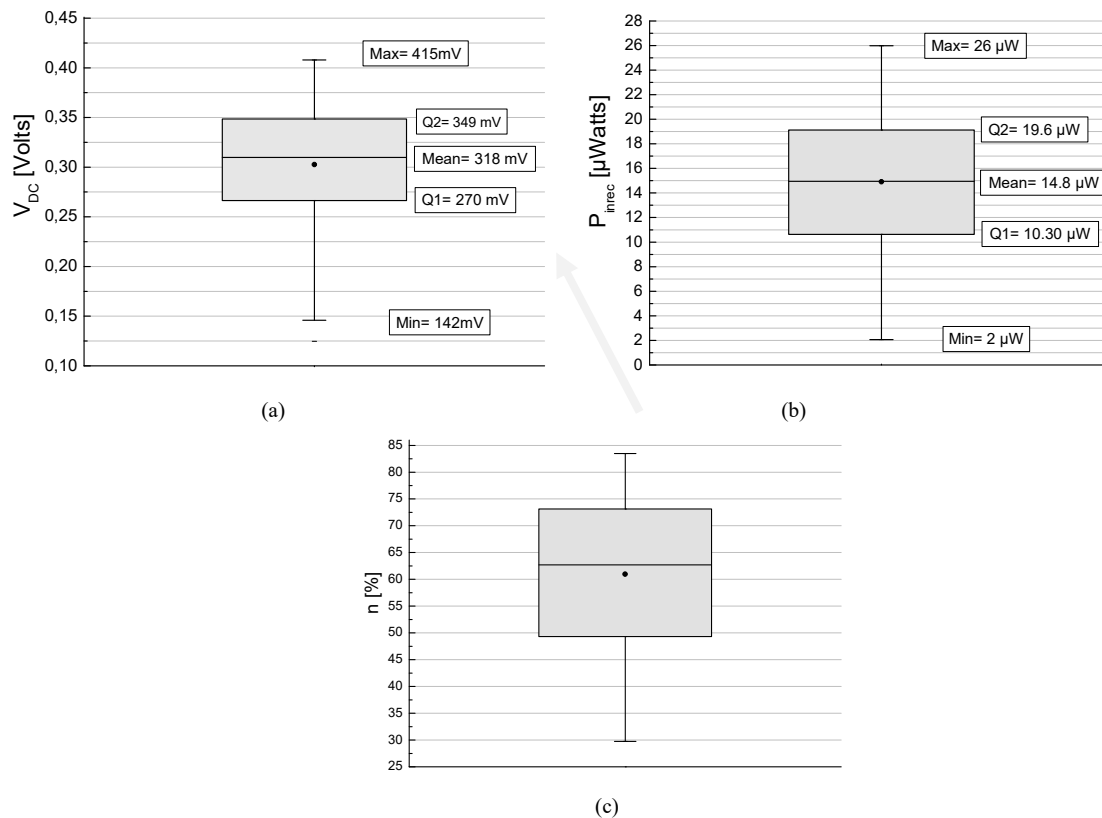 0,45
0,40
0,35
0,30
0,25
0,20
0,15
0,10
V_DC [Volts]
Max= 415mV
Q2= 349 mV
Mean= 318 mV
Q1= 270 mV
Min= 142mV
(a)
28
26
24
22
20
18
16
14
12
10
8
6
4
2
0
P_inrec [µWatts]
Max= 26 µW
Q2= 19.6 µW
Mean= 14.8 µW
Q1= 10.30 µW
Min= 2 µW
(b)
85
80
75
70
65
60
55
50
45
40
35
30
25
n [%]
(c)